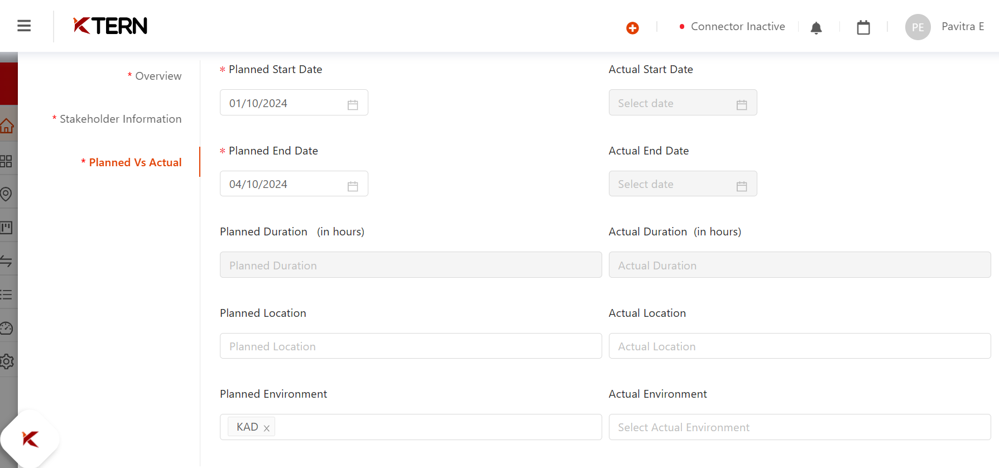 KTERN
Connector Inactive
PE
Pavitra E
* Overview
* Stakeholder Information
* Planned Vs Actual
* Planned Start Date
Actual Start Date
01/10/2024
Select date
* Planned End Date
Actual End Date
04/10/2024
Select date
Planned Duration (in hours)
Actual Duration (in hours)
Planned Duration
Actual Duration
Planned Location
Actual Location
Planned Location
Actual Location
Planned Environment
Actual Environment
KAD x
Select Actual Environment